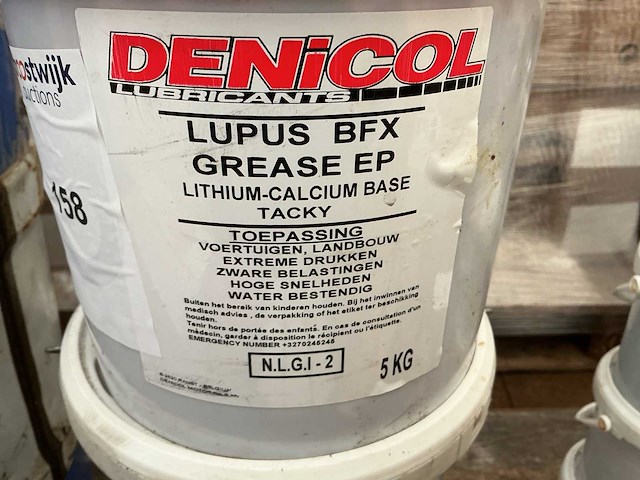 DENiCOL
LUBRICANTS
LUPUS BFX
GREASE EP
LITHIUM-CALCIUM BASE
TACKY
TOEPASSING
VOERTUIGEN, LANDBOUW
EXTREME DRUKKEN
ZWARE BELASTINGEN
HOGE SNELHEDEN
WATER BESTENDIG
Buiten het bereik van kinderen houden. Bij het inwinnen van
medisch advies , de verpakking of het etiket ter beschikking
houden.
Tenir hors de portée des enfants. En cas de consultation d'un
médecin, garder à disposition le récipient ou l'étiquette.
EMERGENCY NUMBER +3270245245
N.L.G.I - 2
5 KG
stwijk
uctions
158